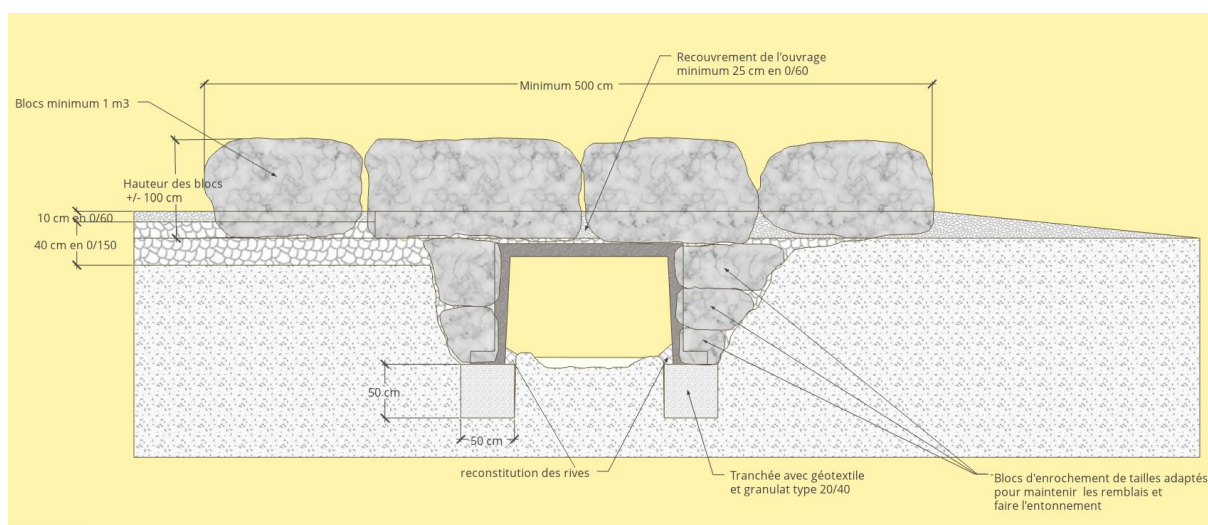 Recouvrement de l'ouvrage
minimum 25 cm en 0/60
Minimum 500 cm
Blocs minimum 1 m3
Hauteur des blocs
+/- 100 cm
10 cm en 0/60
40 cm en 0/150
50 cm
50 cm
reconstitution des rives
Tranchée avec géotextile
et granulat type 20/40
Blocs d'enrochement de tailles adaptés
pour maintenir les remblais et
faire l'entonnement